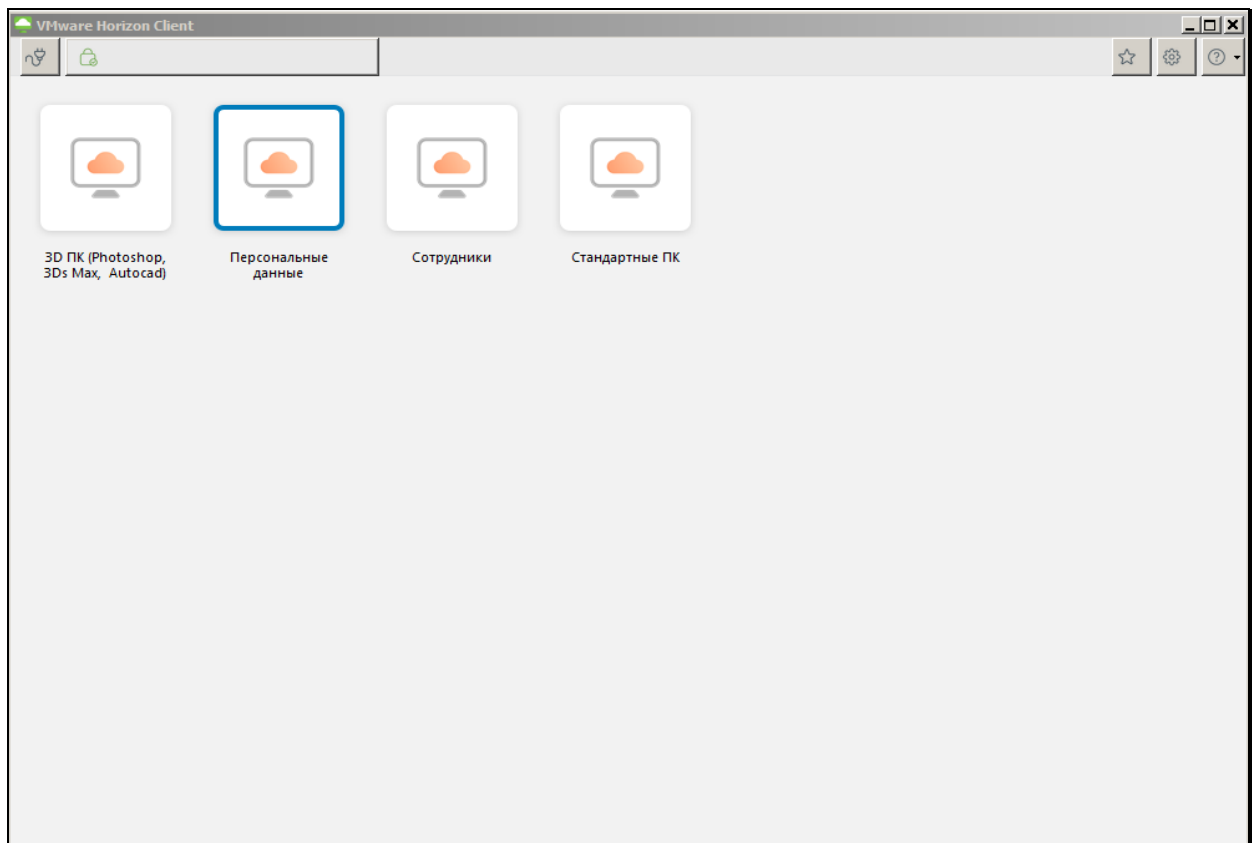 VMware Horizon Client
3D ПК (Photoshop,
3Ds Max, Autocad)
Персональные
данные
Сотрудники
Стандартные ПК